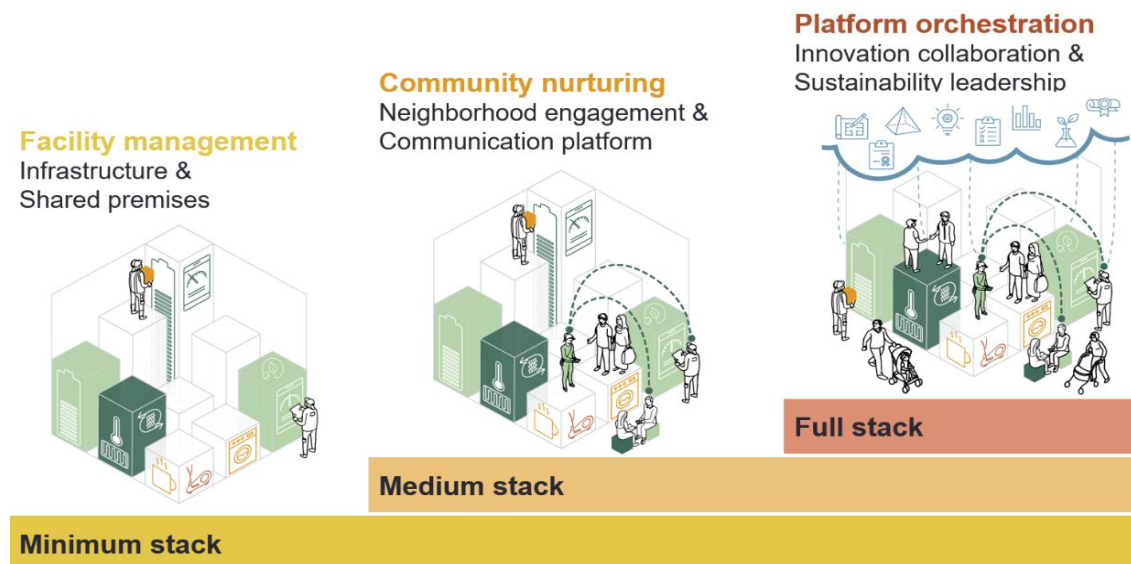 Platform orchestration
Innovation collaboration &
Sustainability leadership
Community nurturing
Neighborhood engagement &
Communication platform
Facility management
Infrastructure &
Shared premises
Full stack
Medium stack
Minimum stack